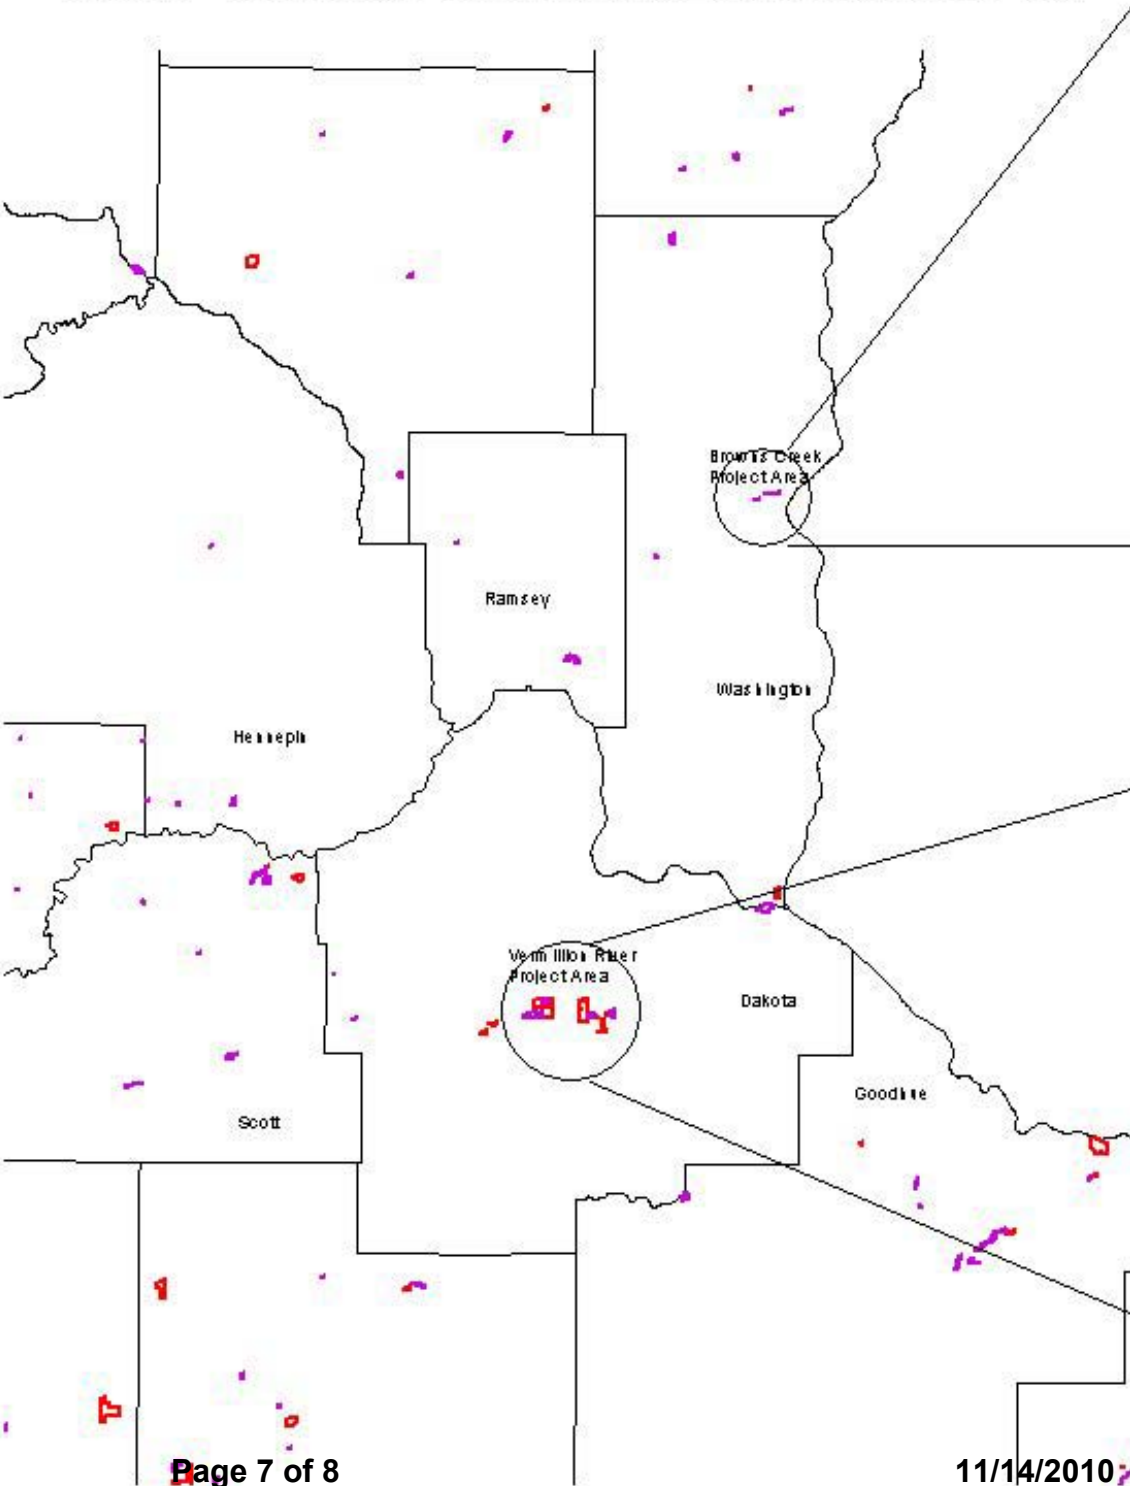 Browns Creek
Project Area
Ramsey
Washington
Hennepin
Vermillion River
Project Area
Dakota
Goodhue
Scott
Page 7 of 8
11/14/2010